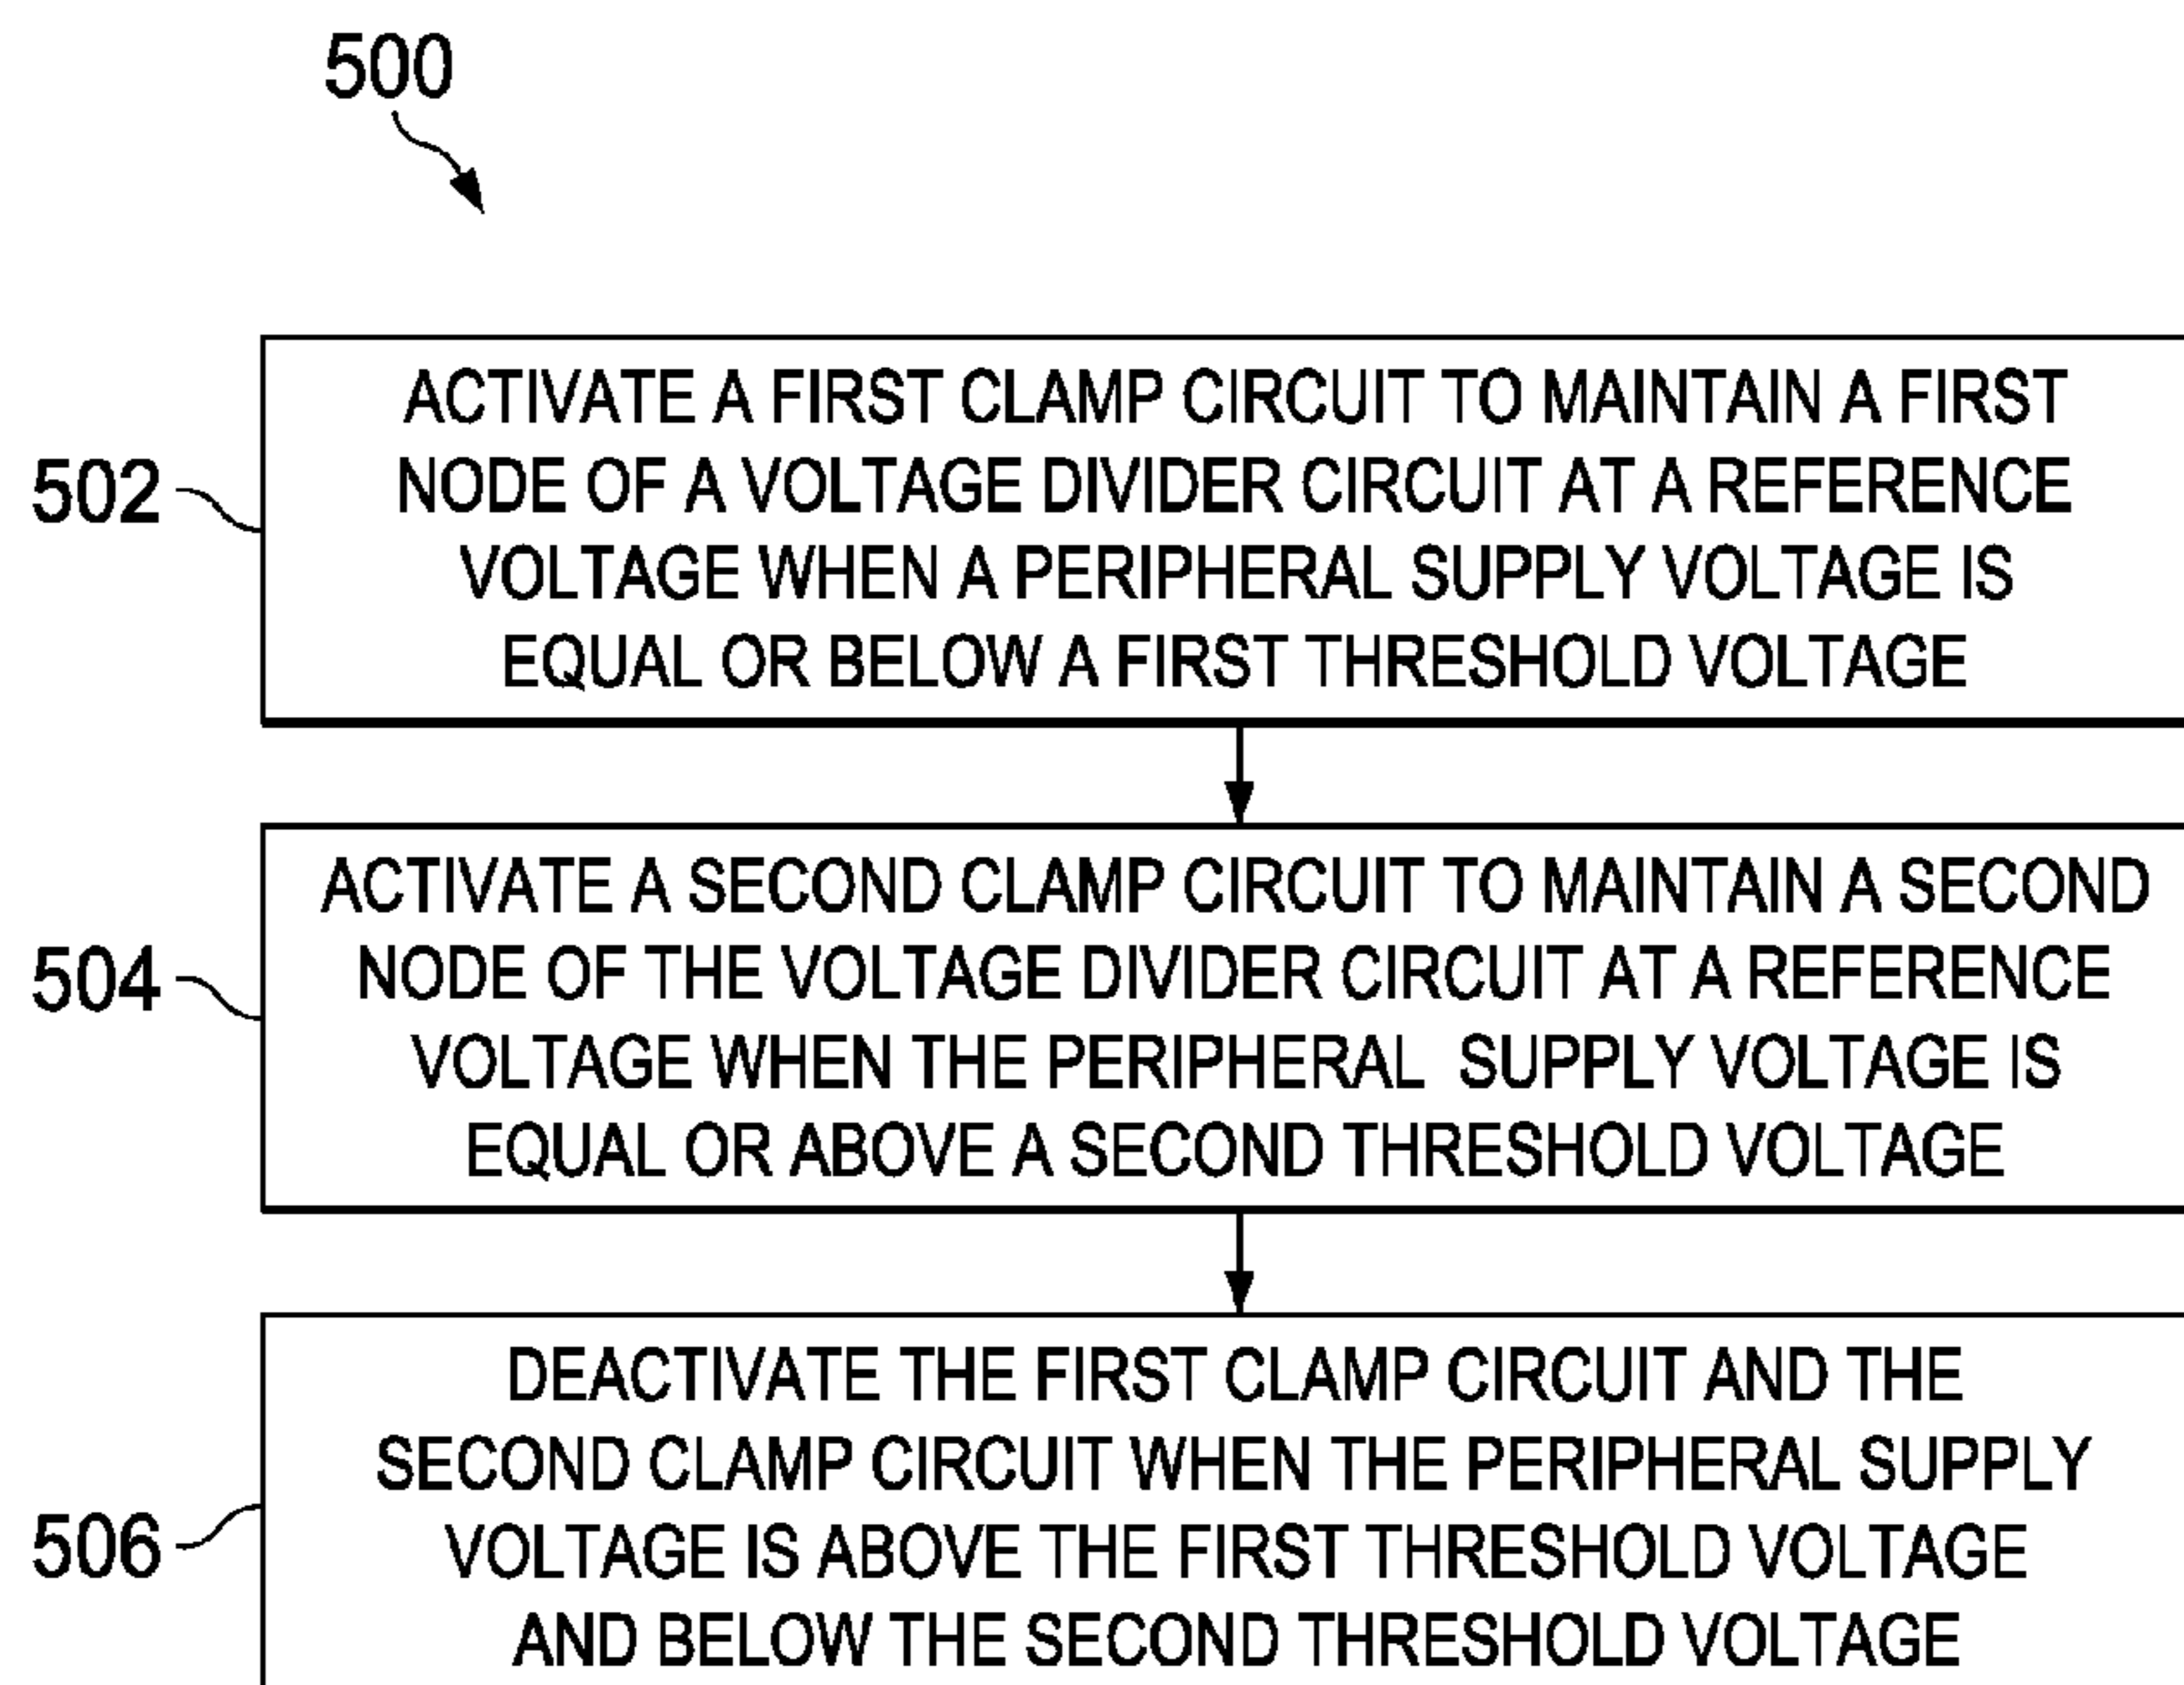 500
502
ACTIVATE A FIRST CLAMP CIRCUIT TO MAINTAIN A FIRST
NODE OF A VOLTAGE DIVIDER CIRCUIT AT A REFERENCE
VOLTAGE WHEN A PERIPHERAL SUPPLY VOLTAGE IS
EQUAL OR BELOW A FIRST THRESHOLD VOLTAGE
504
ACTIVATE A SECOND CLAMP CIRCUIT TO MAINTAIN A SECOND
NODE OF THE VOLTAGE DIVIDER CIRCUIT AT A REFERENCE
VOLTAGE WHEN THE PERIPHERAL SUPPLY VOLTAGE IS
EQUAL OR ABOVE A SECOND THRESHOLD VOLTAGE
506
DEACTIVATE THE FIRST CLAMP CIRCUIT AND THE
SECOND CLAMP CIRCUIT WHEN THE PERIPHERAL SUPPLY
VOLTAGE IS ABOVE THE FIRST THRESHOLD VOLTAGE
AND BELOW THE SECOND THRESHOLD VOLTAGE